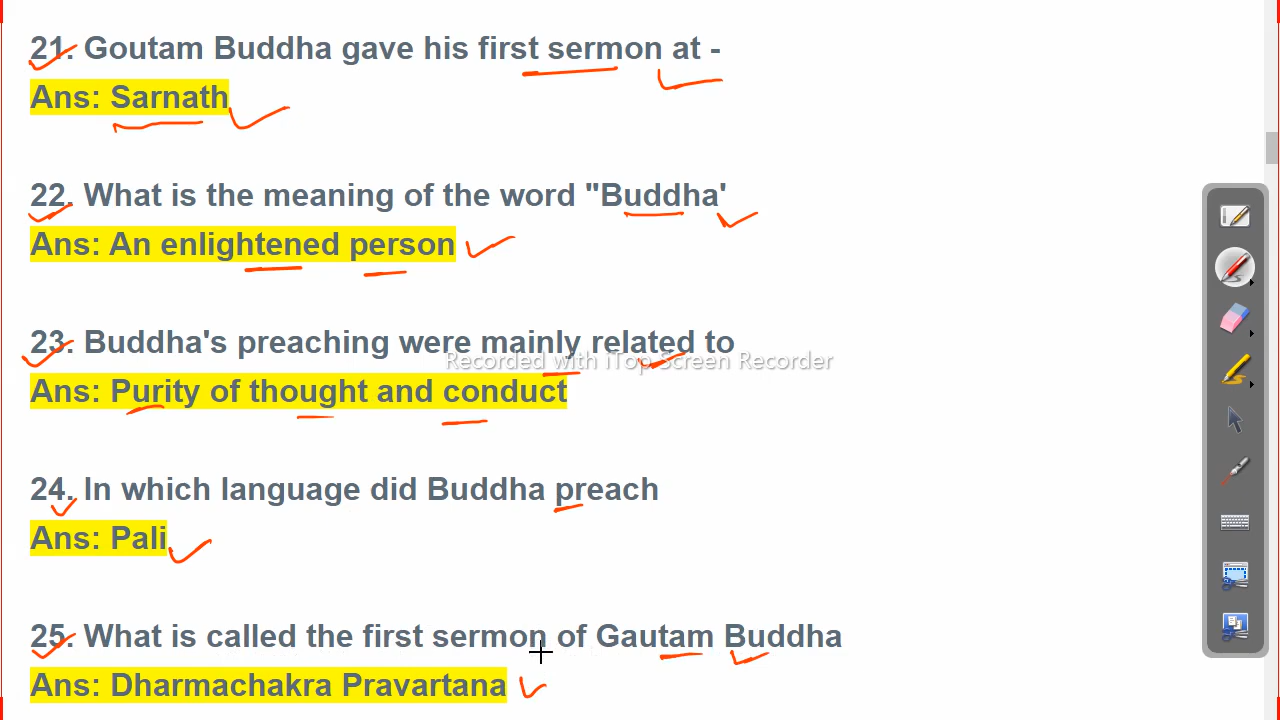 21. Goutam Buddha gave his first sermon at -
Ans: Sarnath
22. What is the meaning of the word "Buddha'
Ans: An enlightened person
23. Buddha's preaching were mainly related to
Recorded with iTop Screen Recorder
Ans: Purity of thought and conduct
24. In which language did Buddha preach
Ans: Pali
25. What is called the first sermon of Gautam Buddha
Ans: Dharmachakra Pravartana